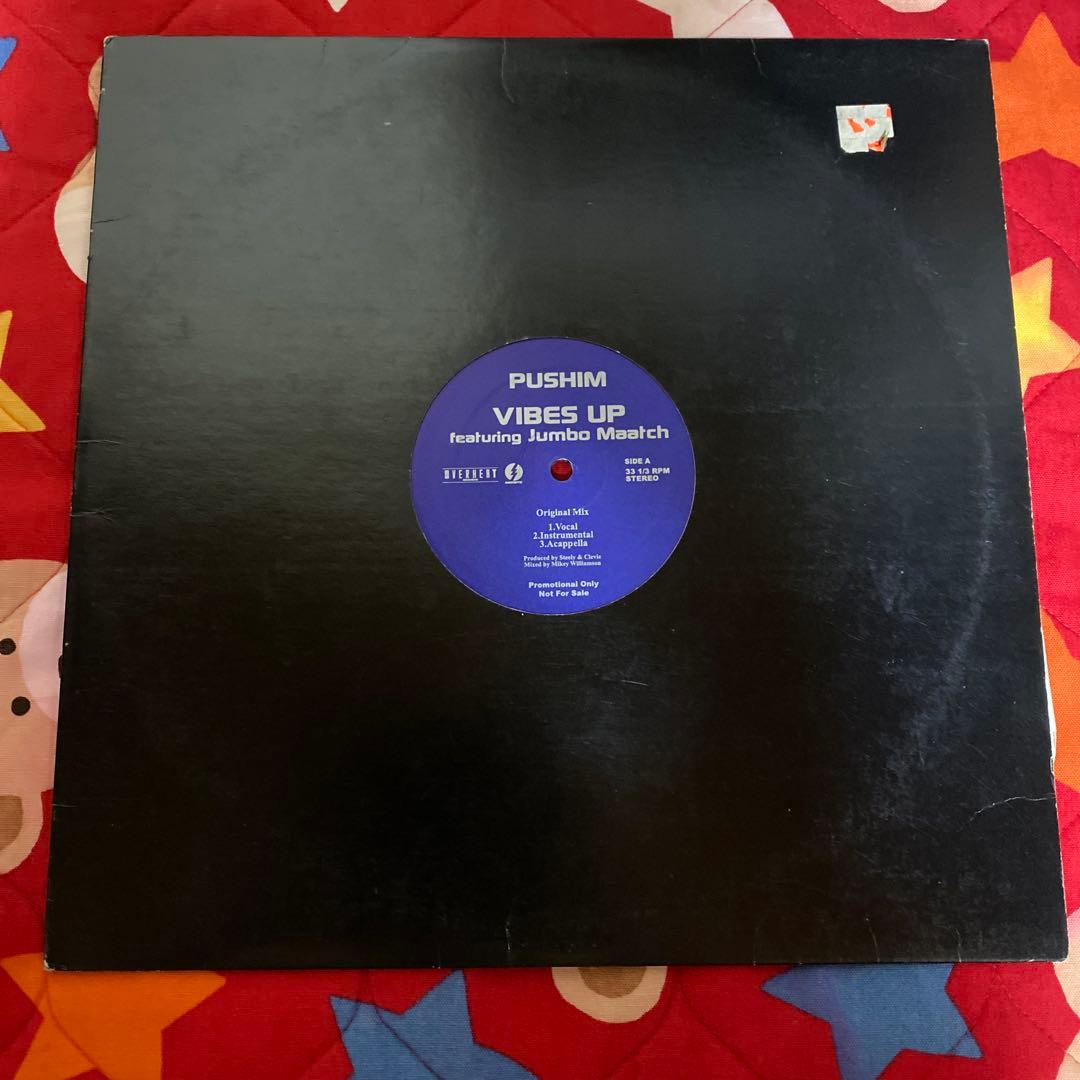 PUSHIM
VIBES UP
featuring Jumbo Maatch
OVERHEAT
SIDE A
33 1/3 RPM
STEREO
Original Mix
1.Vocal
2.Instrumental
3.Acappella
Produced by Steely & Clevie
Mixed by Mikey Williamson
Promotional Only
Not For Sale